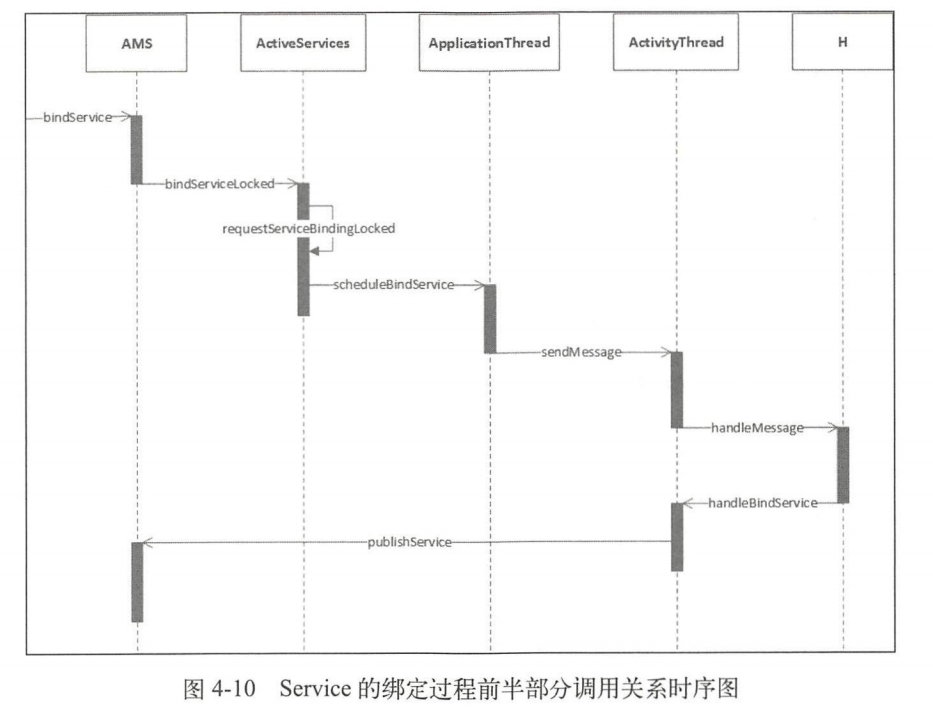 AMS
ActiveServices
ApplicationThread
ActivityThread
H
bindService
bindServiceLocked
requestServiceBindingLocked
scheduleBindService
sendMessage
handleMessage
handleBindService
publishService
图 4-10 Service 的绑定过程前半部分调用关系时序图